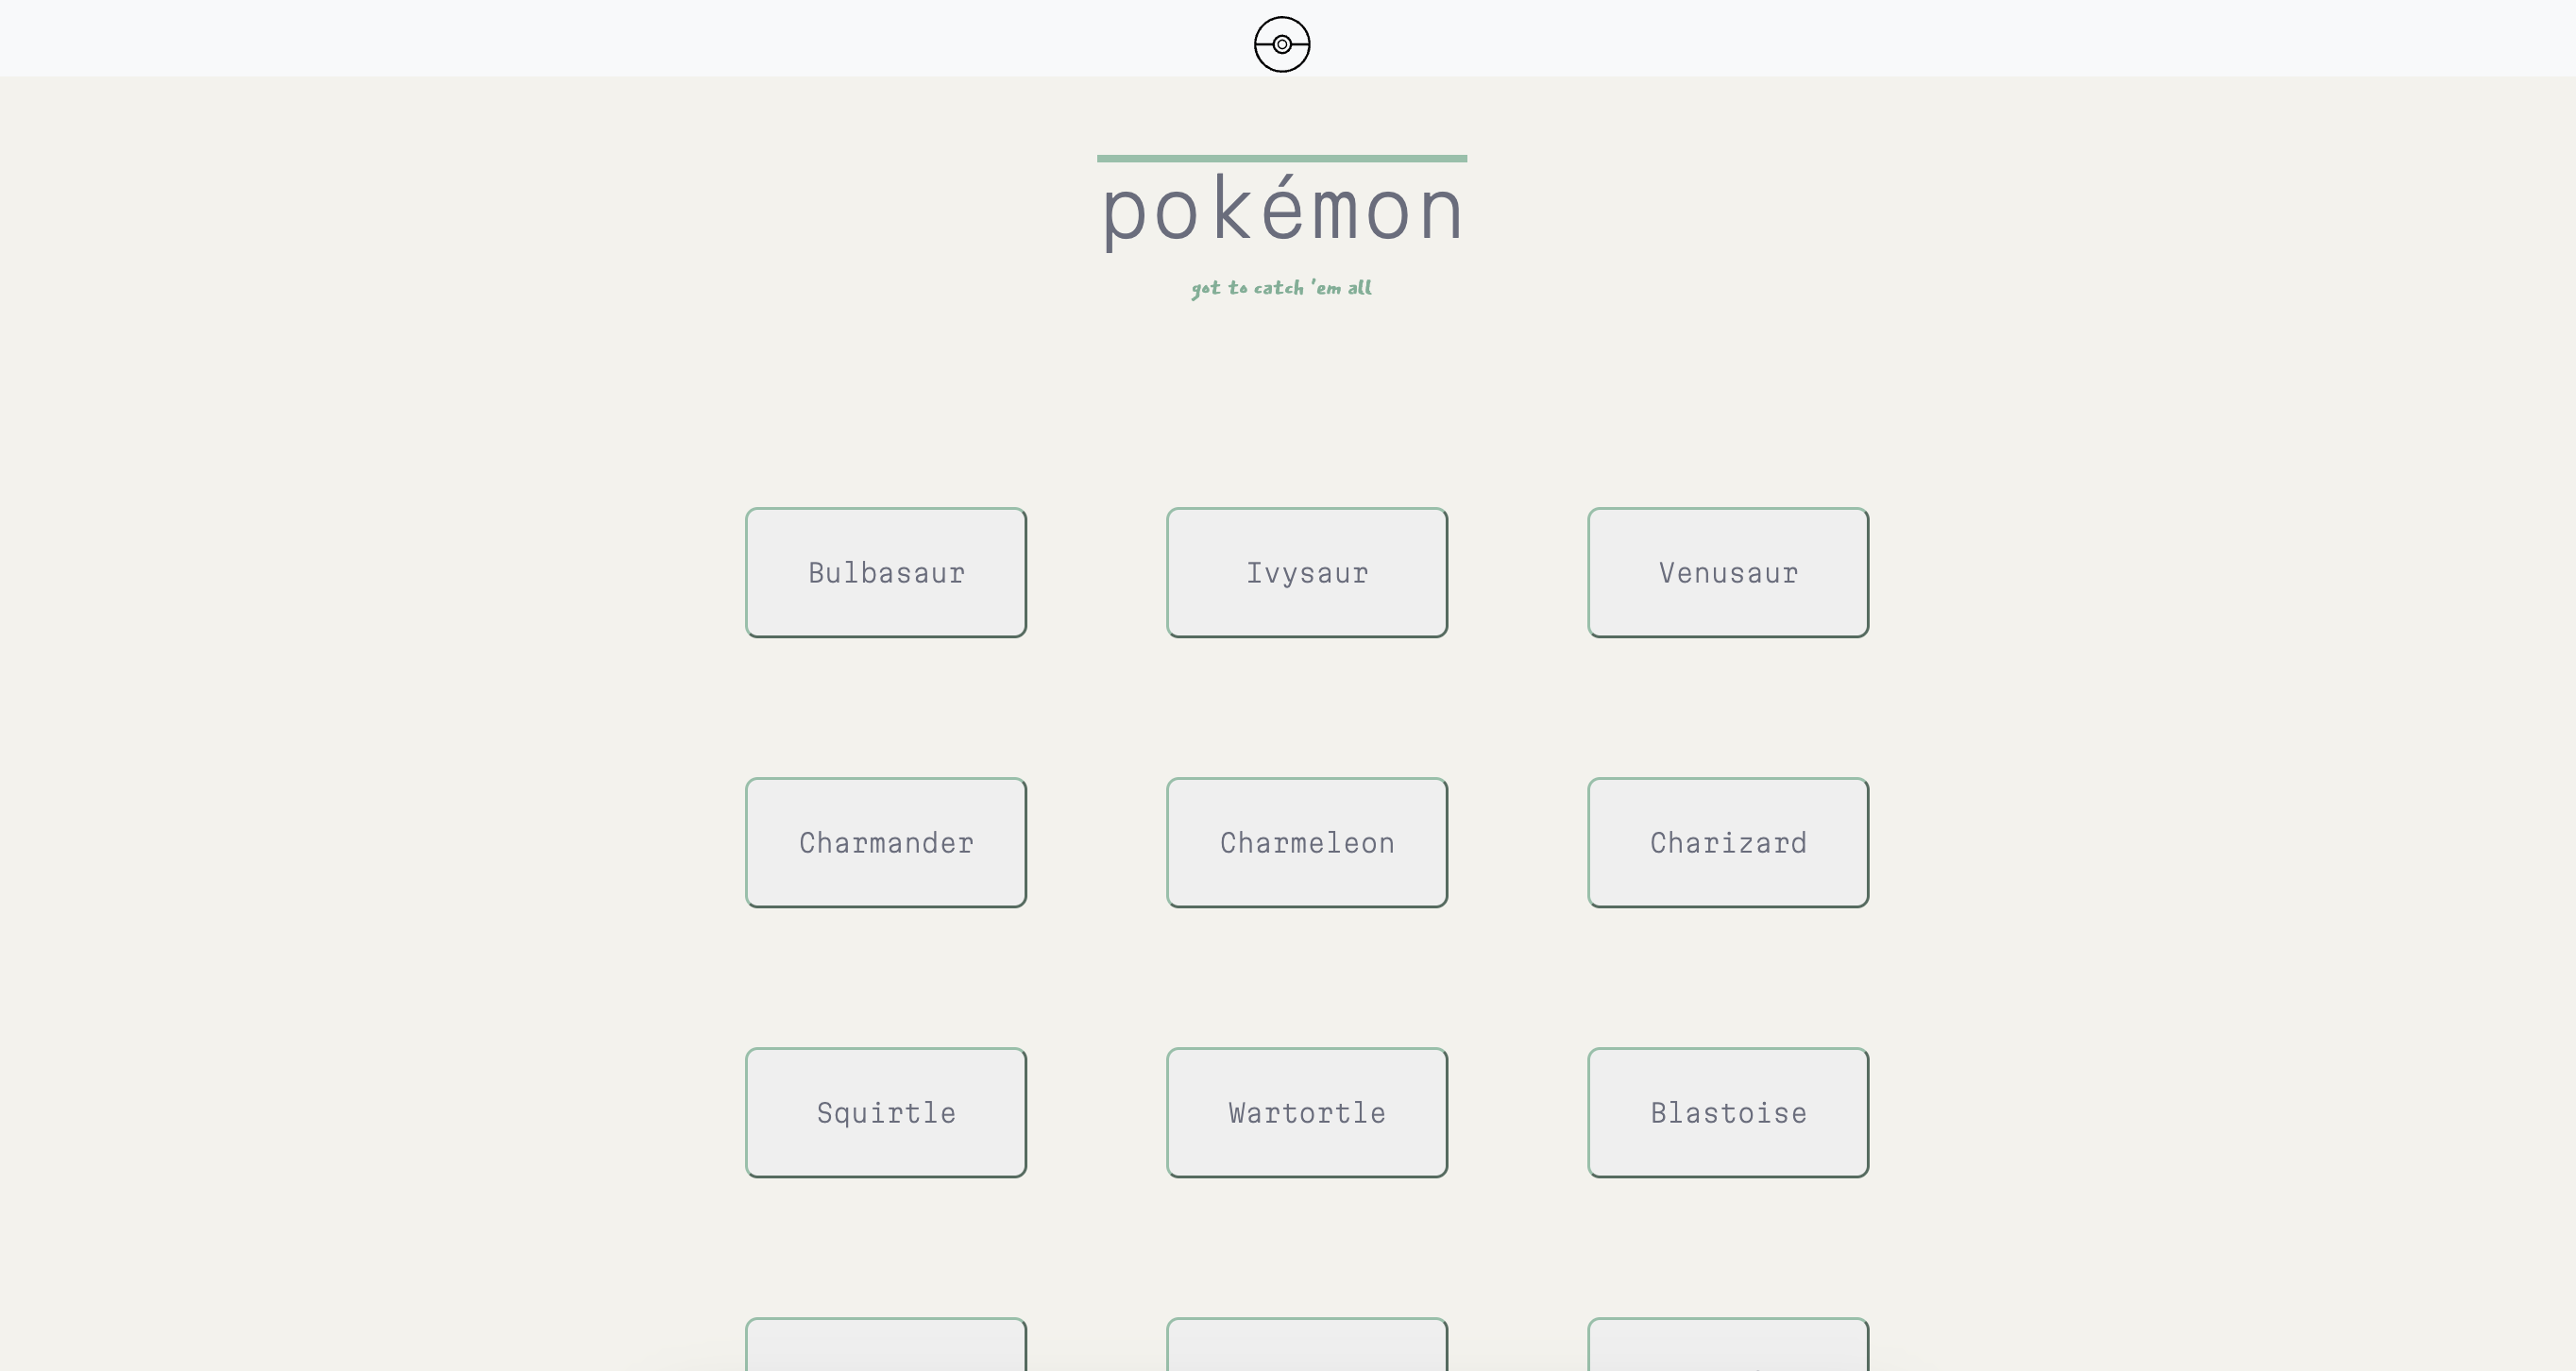 pokémon
got to catch 'em all
Bulbasaur
Ivysaur
Venusaur
Charmander
Charmeleon
Charizard
Squirtle
Wartortle
Blastoise